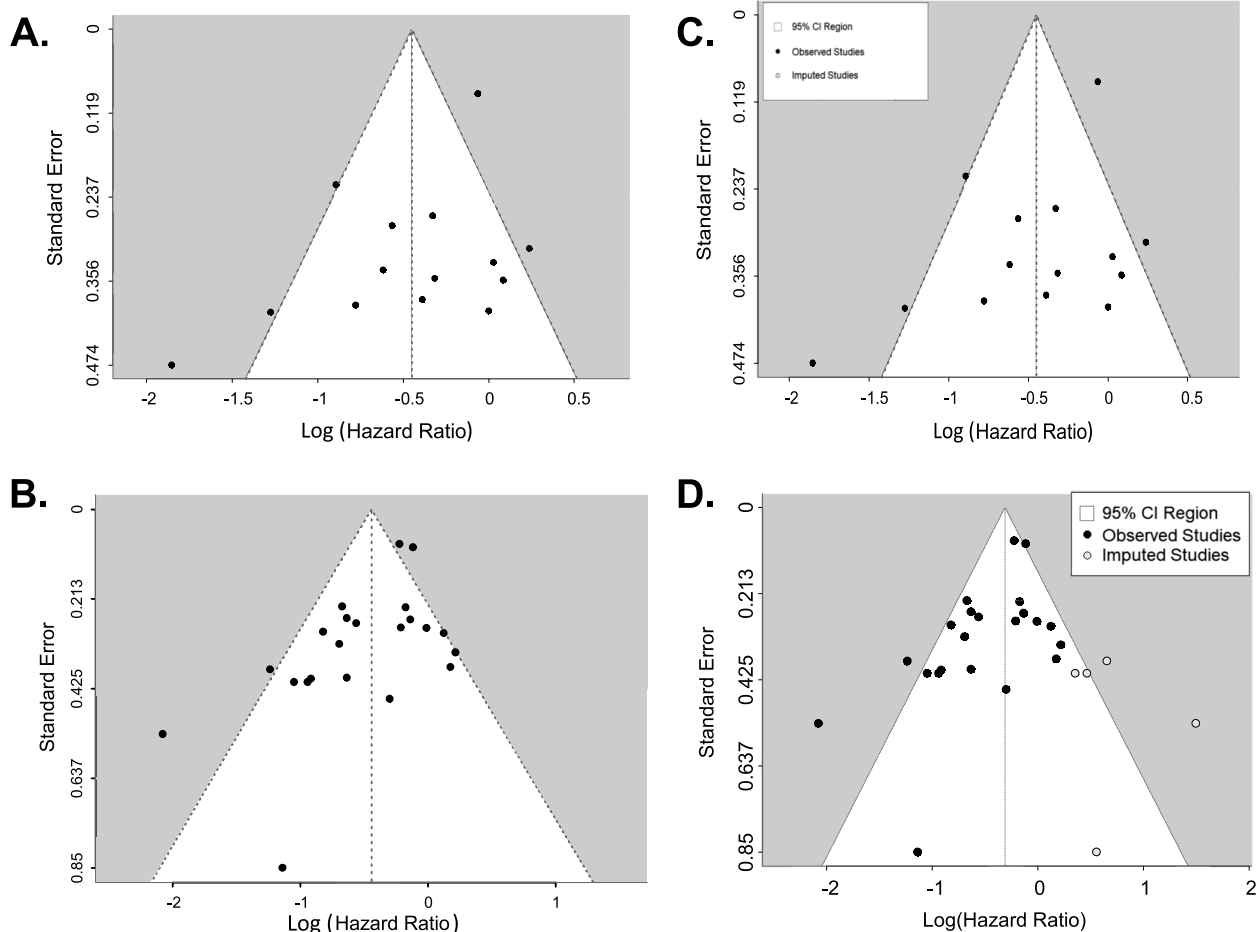 A.
0
0.119
0.237
0.356
0.474
Standard Error
-2
-1.5
-1
-0.5
0
0.5
Log (Hazard Ratio)
C.
95% CI Region
Observed Studies
Imputed Studies
0
0.119
0.237
0.356
0.474
Standard Error
-2
-1.5
-1
-0.5
0
0.5
Log (Hazard Ratio)
B.
0
0.213
0.425
0.637
0.85
Standard Error
-2
-1
0
1
Log (Hazard Ratio)
D.
95% CI Region
Observed Studies
Imputed Studies
0
0.213
0.425
0.637
0.85
Standard Error
-2
-1
0
1
2
Log(Hazard Ratio)